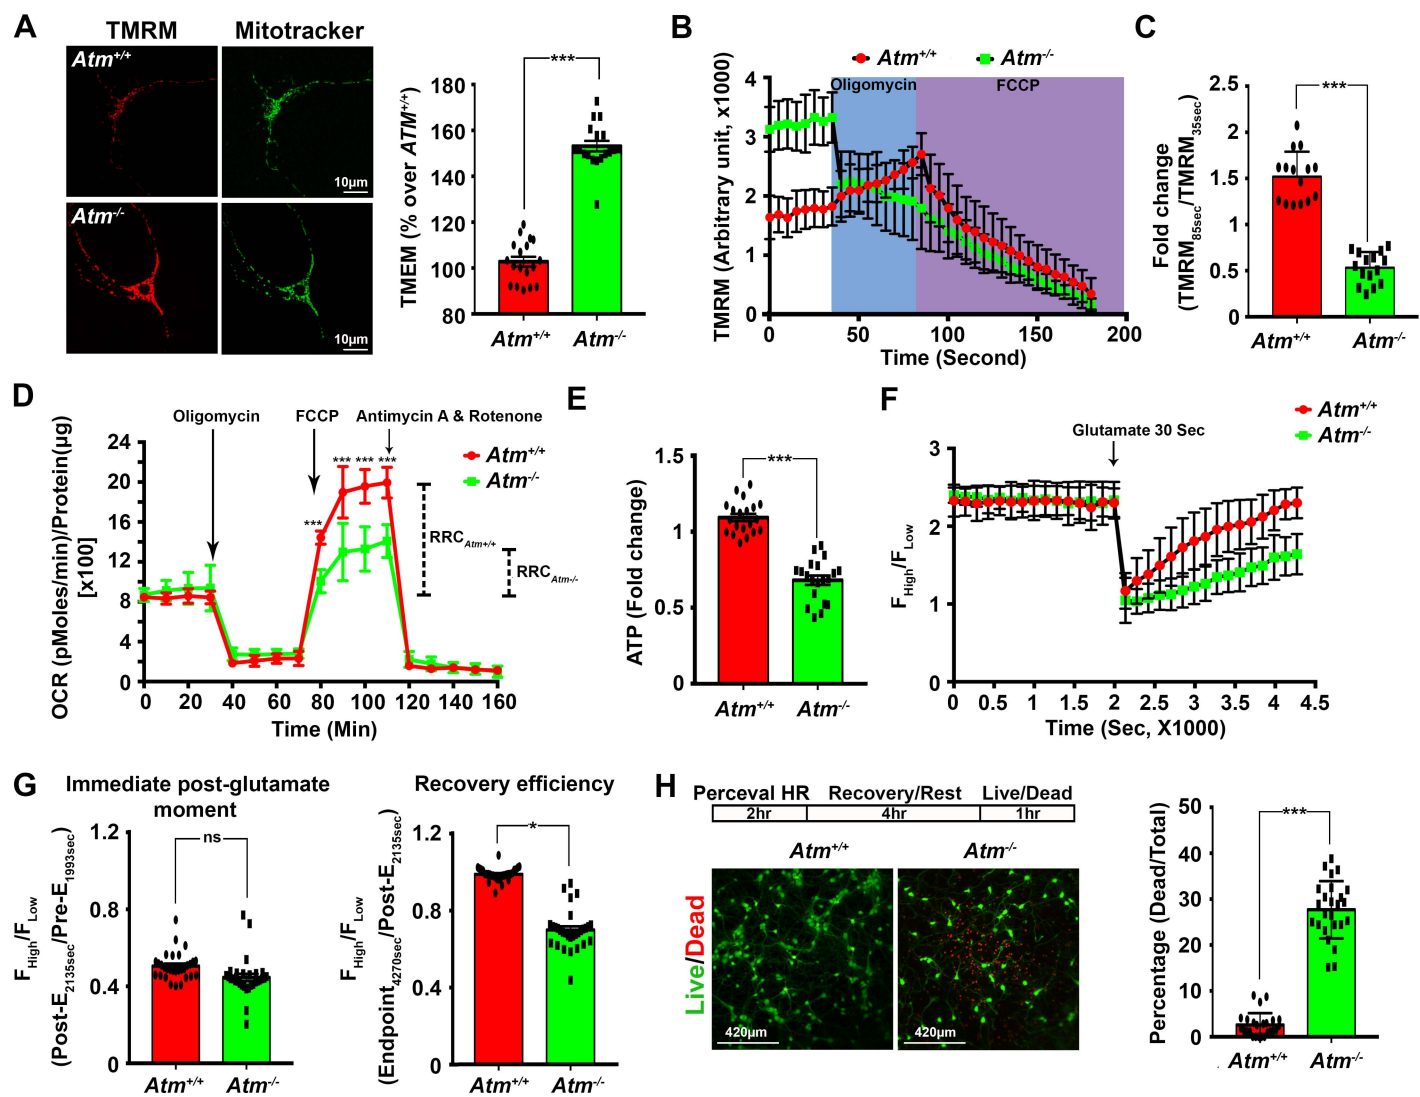 A
TMRM
Mitotracker
Atm+/+
10µm
Atm-/-
10µm
TMEM (% over ATM+/+)
180
160
140
120
100
80
***
Atm+/+
Atm-/-
B
Atm+/+
Atm-/-
Oligomycin
FCCP
TMRM (Arbitrary unit, x1000)
4
3
2
1
0
0
50
100
150
200
Time (Second)
C
Fold change
(TMRM85sec/TMRM35sec)
2.5
2
1.5
1
0.5
0
***
Atm+/+
Atm-/-
D
Oligomycin
FCCP
Antimycin A & Rotenone
OCR (pMoles/min)/Protein(µg)
[x100]
24
20
16
12
8
4
0
***
***
***
***
Atm+/+
Atm-/-
RRCAtm+/+
RRCAtm-/-
0
20
40
60
80
100
120
140
160
Time (Min)
E
ATP (Fold change)
1.5
1
0.5
0
***
Atm+/+
Atm-/-
F
Atm+/+
Atm-/-
Glutamate 30 Sec
FHigh/FLow
3
2
1
0
0
0.5
1
1.5
2
2.5
3
3.5
4
4.5
Time (Sec, X1000)
G
Immediate post-glutamate
moment
FHigh/FLow
(Post-E2135sec/Pre-E1993sec)
1.2
0.8
0.4
0
ns
Atm+/+
Atm-/-
Recovery efficiency
FHigh/FLow
(Endpoint4270sec/Post-E2135sec)
1.2
0.8
0.4
0
*
Atm+/+
Atm-/-
H
Perceval HR
Recovery/Rest
Live/Dead
2hr
4hr
1hr
Atm+/+
Atm-/-
Live/Dead
420µm
420µm
Percentage (Dead/Total)
50
40
30
20
10
0
***
Atm+/+
Atm-/-